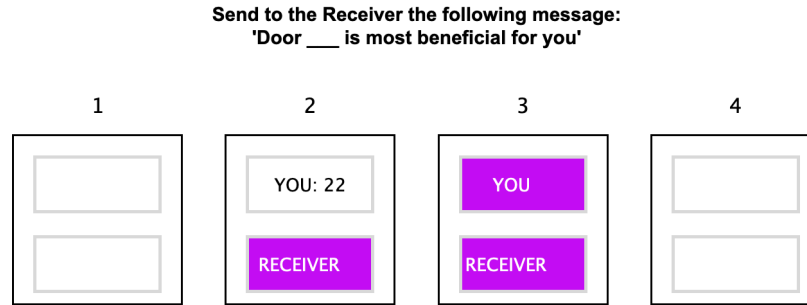 Send to the Receiver the following message:
'Door ___ is most beneficial for you'
1 2 3 4
YOU: 22 YOU
RECEIVER RECEIVER